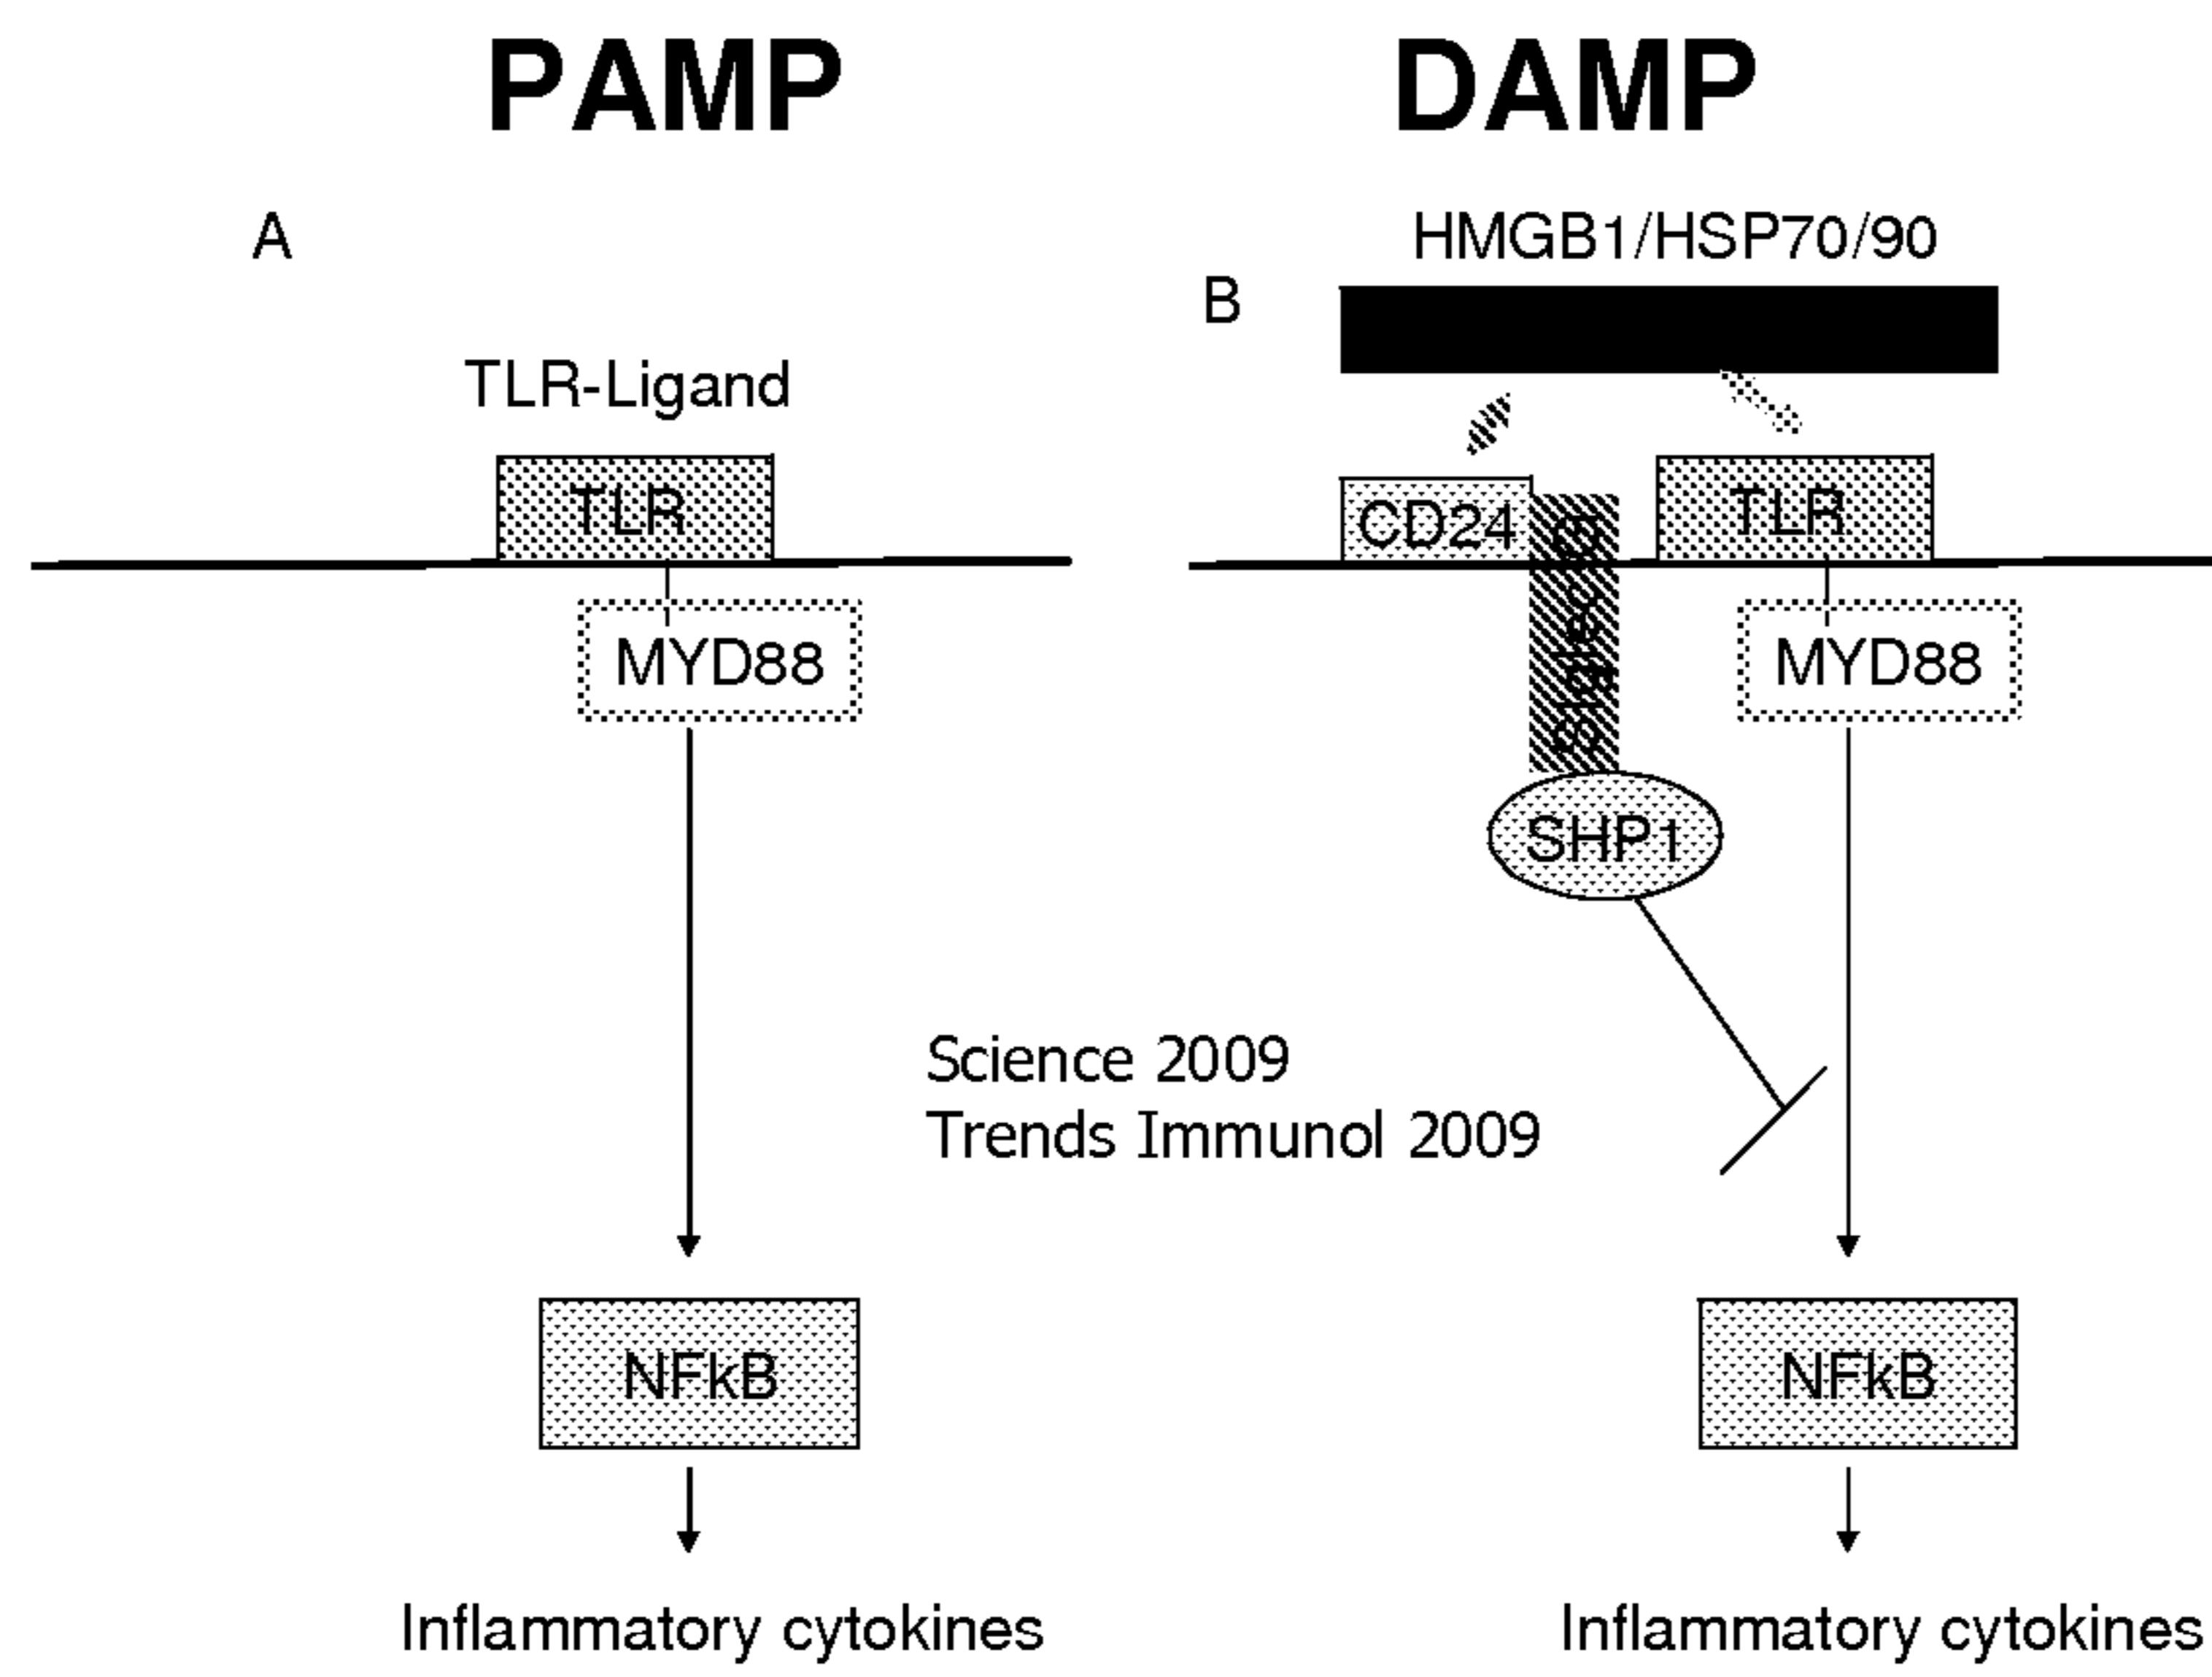 PAMP
DAMP
A
HMGB1/HSP70/90
B
TLR-Ligand
TLR
CD24
TLR
MYD88
MYD88
SHP1
Science 2009
Trends Immunol 2009
NFkB
NFkB
Inflammatory cytokines
Inflammatory cytokines